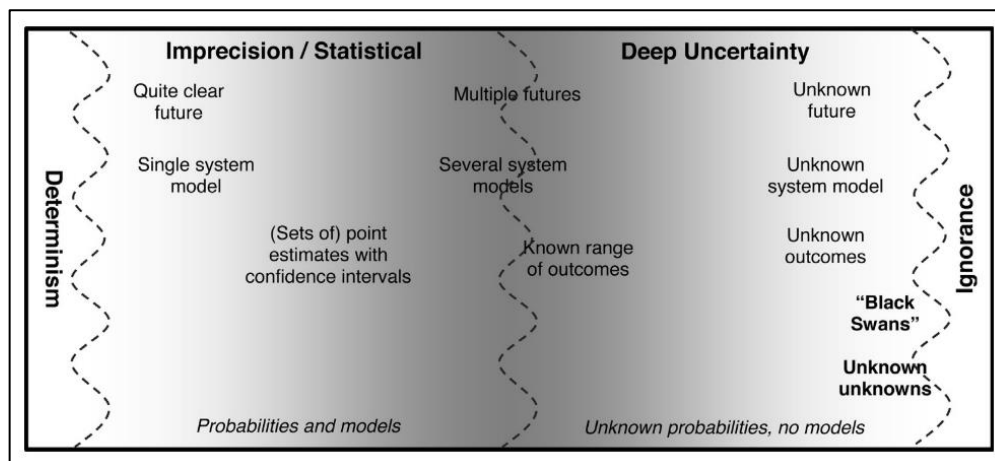 Imprecision / Statistical
Deep Uncertainty
Quite clear
future
Multiple futures
Unknown
future
Single system
model
Several system
models
Unknown
system model
Determinism
(Sets of) point
estimates with
confidence intervals
Known range
of outcomes
Unknown
outcomes
Ignorance
“Black
Swans”
Unknown
unknowns
Probabilities and models
Unknown probabilities, no models